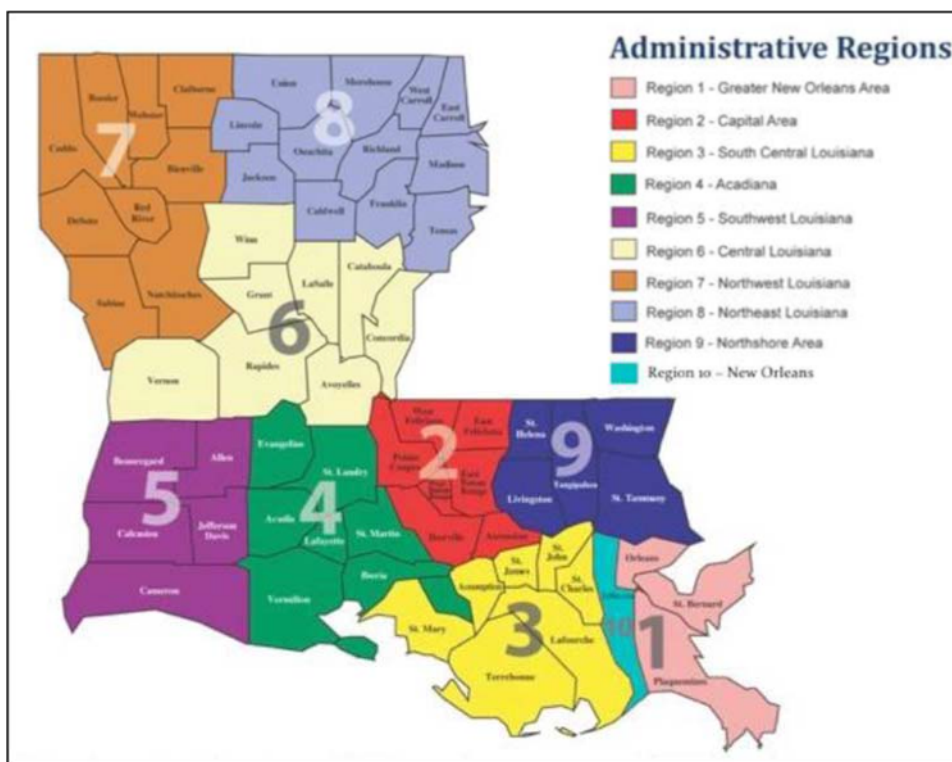 Administrative Regions
Region 1 - Greater New Orleans Area
Region 2 - Capital Area
Region 3 - South Central Louisiana
Region 4 - Acadiana
Region 5 - Southwest Louisiana
Region 6 - Central Louisiana
Region 7 - Northwest Louisiana
Region 8 - Northeast Louisiana
Region 9 - Northshore Area
Region 10 – New Orleans
7
Caddo
Bossier
Webster
Claiborne
Bienville
DeSoto
Red River
Sabine
Natchitoches
8
Union
Morehouse
West Carroll
East Carroll
Lincoln
Ouachita
Richland
Madison
Jackson
Caldwell
Franklin
Tensas
6
Winn
Grant
LaSalle
Catahoula
Concordia
Rapides
Vernon
Avoyelles
5
Beauregard
Allen
Calcasieu
Jefferson Davis
Cameron
4
Evangeline
St. Landry
Acadia
Lafayette
St. Martin
Iberia
Vermilion
2
West Feliciana
East Feliciana
Pointe Coupee
East Baton Rouge
Iberville
Ascension
9
St. Helena
Washington
Livingston
Tangipahoa
St. Tammany
3
St. James
St. John
St. Charles
Assumption
St. Mary
Lafourche
Terrebonne
10
1
Orleans
St. Bernard
Plaquemines